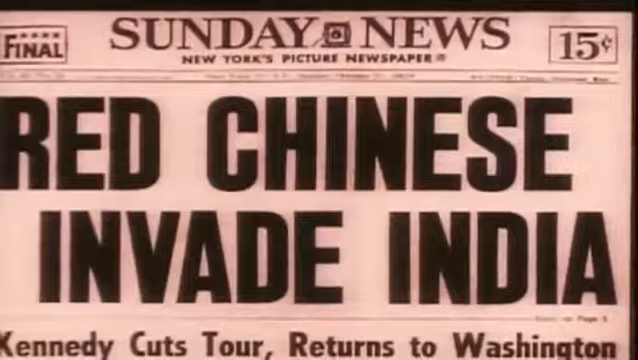 FINAL
SUNDAY NEWS
15¢
NEW YORK'S PICTURE NEWSPAPER®
RED CHINESE
INVADE INDIA
Kennedy Cuts Tour, Returns to Washington